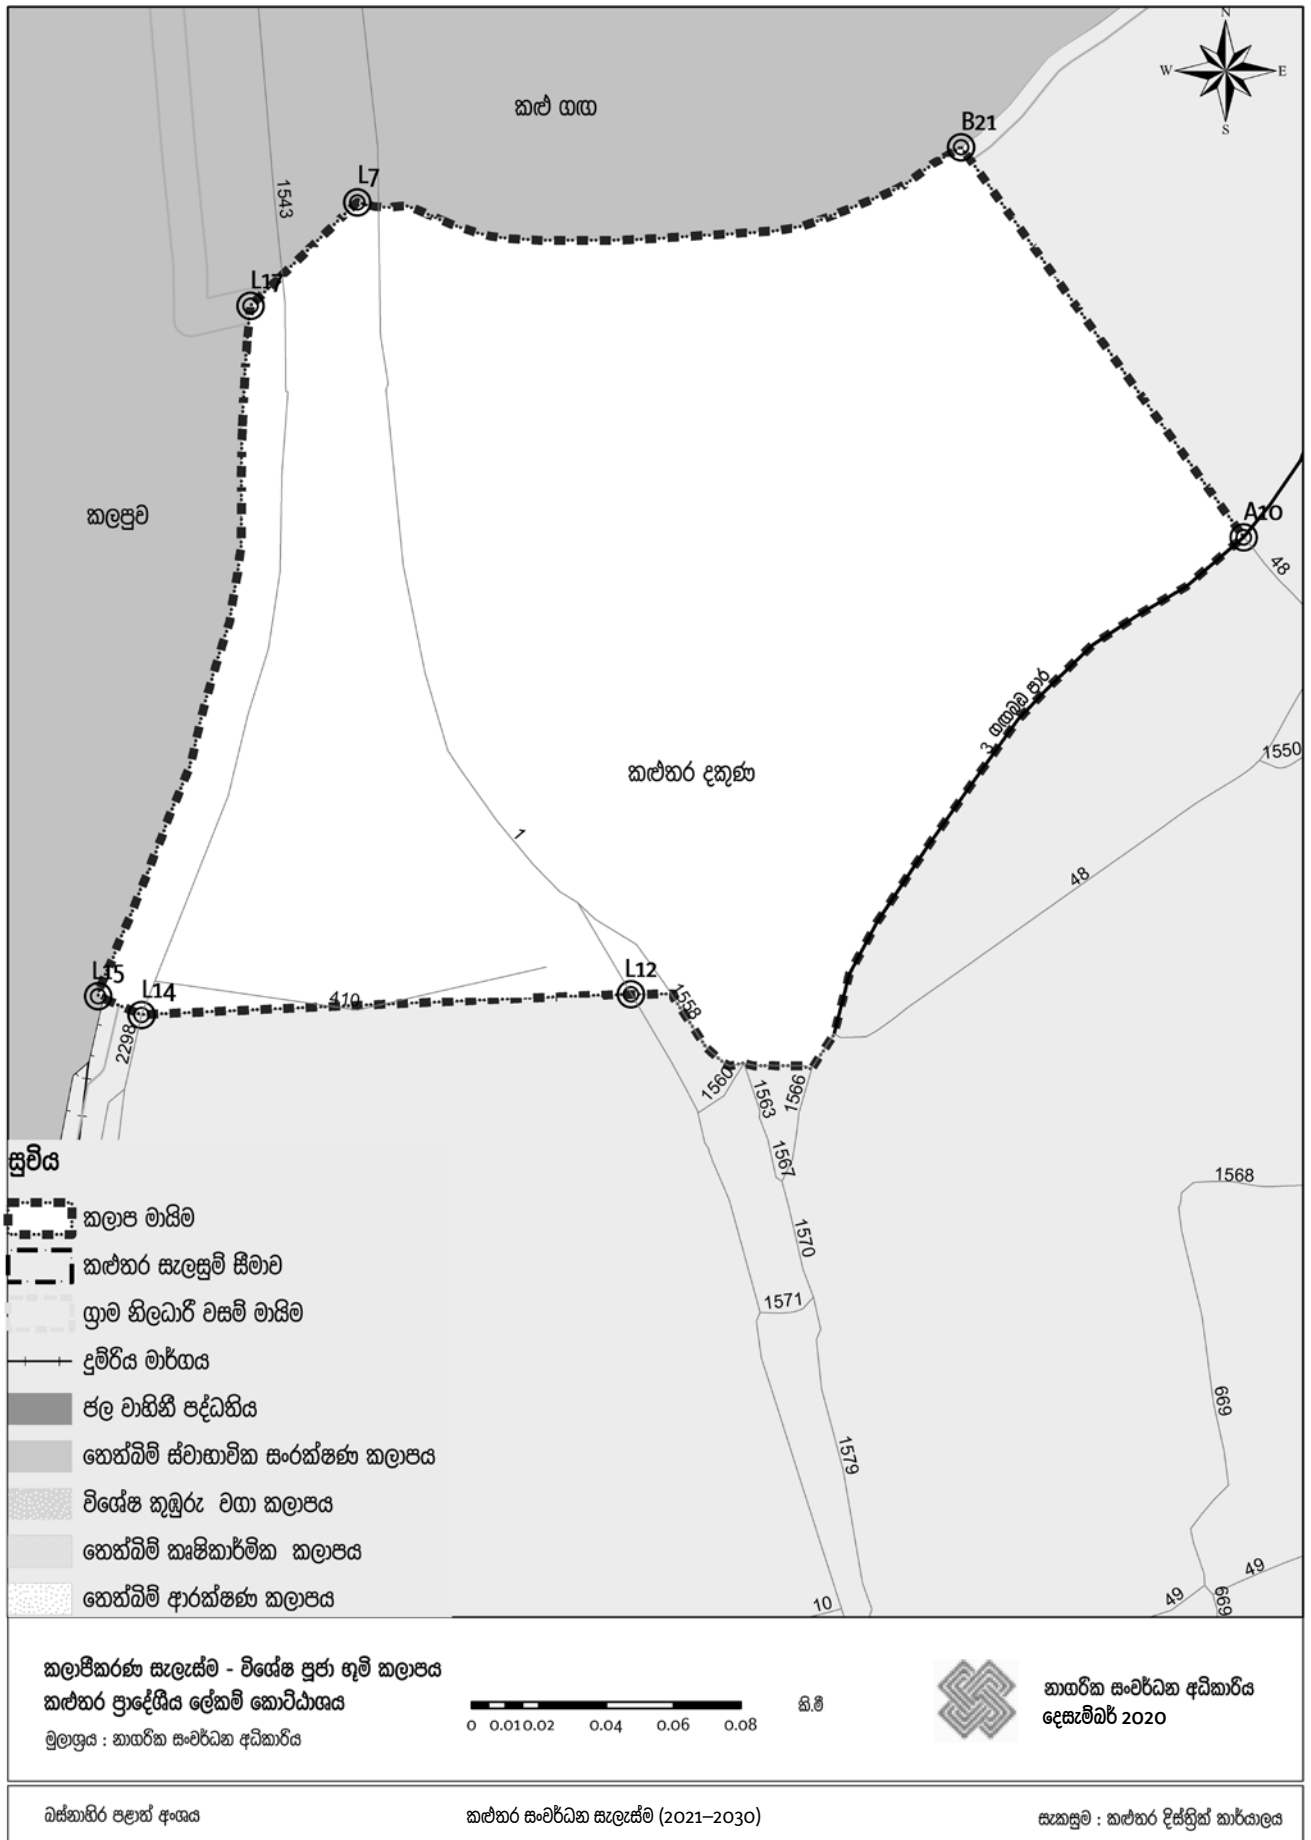 N
W
E
S
කළු ගඟ
B21
L7
1543
L17
කලපුව
A10
48
3 ගඟබඩ පාර
1550
කළුතර දකුණ
1
48
L15
L14
410
L12
1558
2298
1560
1563
1566
1567
1568
1570
1571
669
1579
49
49
669
10
සූචිය
කලාප මායිම
කළුතර සැලසුම් සීමාව
ග්‍රාම නිලධාරී වසම් මායිම
දුම්රිය මාර්ගය
ජල වාහිනී පද්ධතිය
තෙත්බිම් ස්වාභාවික සංරක්ෂණ කලාපය
විශේෂ කුඹුරු වගා කලාපය
තෙත්බිම් කෘෂිකාර්මික කලාපය
තෙත්බිම් ආරක්ෂණ කලාපය
කලාපීකරණ සැලැස්ම - විශේෂ පූජා භූමි කලාපය
කළුතර ප්‍රාදේශීය ලේකම් කොට්ඨාශය
මුලාශ්‍රය : නාගරික සංවර්ධන අධිකාරිය
0 0.010.02 0.04 0.06 0.08
කි.මී
නාගරික සංවර්ධන අධිකාරිය
දෙසැම්බර් 2020
බස්නාහිර පළාත් අංශය
කළුතර සංවර්ධන සැලැස්ම (2021–2030)
සැකසුම : කළුතර දිස්ත්‍රික් කාර්යාලය